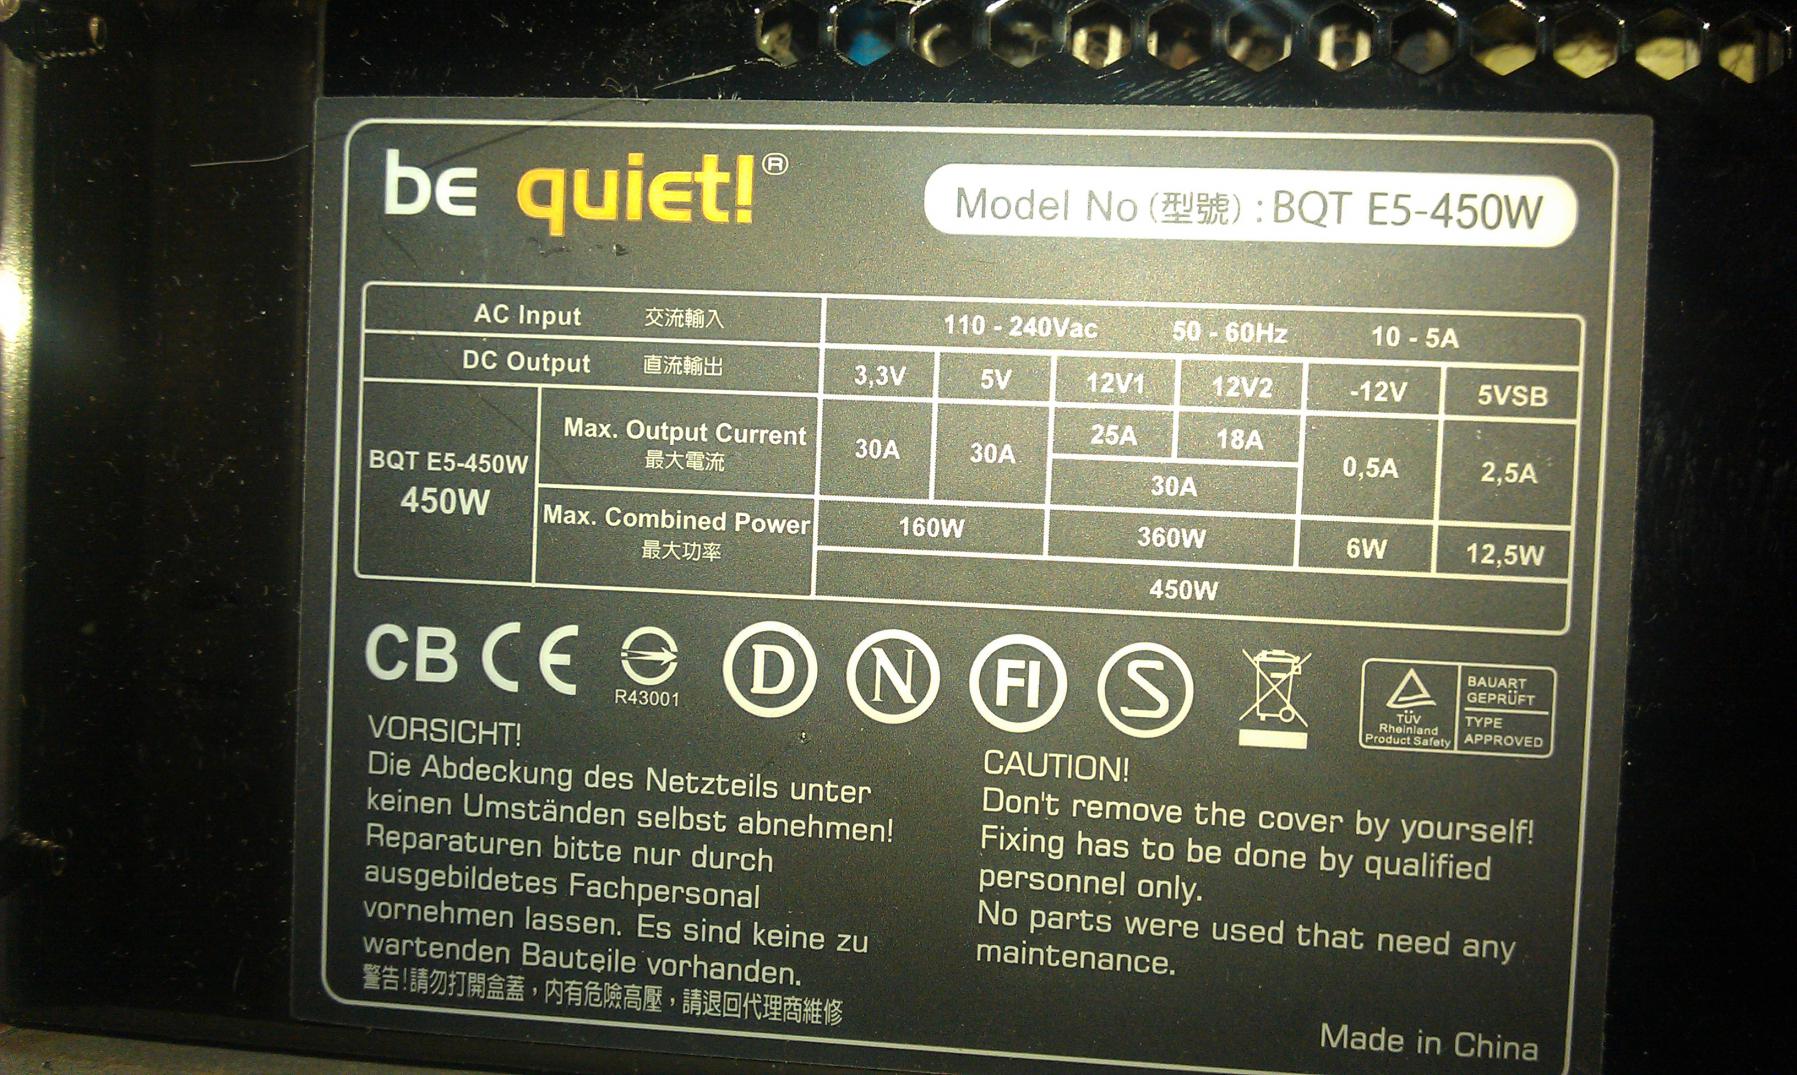 be quiet!®
Model No (型號) : BQT E5-450W
AC Input 交流輸入 110 - 240Vac 50 - 60Hz 10 - 5A
DC Output 直流輸出 3,3V 5V 12V1 12V2 -12V 5VSB
BQT E5-450W
450W
Max. Output Current
最大電流
30A 30A 25A 18A 0,5A 2,5A
30A
Max. Combined Power
最大功率
160W 360W 6W 12,5W
450W
CB CE
R43001
D N FI S
TÜV
Rheinland
Product Safety
BAUART
GEPRÜFT
TYPE
APPROVED
VORSICHT!
Die Abdeckung des Netzteils unter
keinen Umständen selbst abnehmen!
Reparaturen bitte nur durch
ausgebildetes Fachpersonal
vornehmen lassen. Es sind keine zu
wartenden Bauteile vorhanden.
警告!請勿打開盒蓋，內有危險高壓，請退回代理商維修
CAUTION!
Don't remove the cover by yourself!
Fixing has to be done by qualified
personnel only.
No parts were used that need any
maintenance.
Made in China